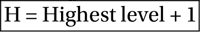 H = Highest level + 1